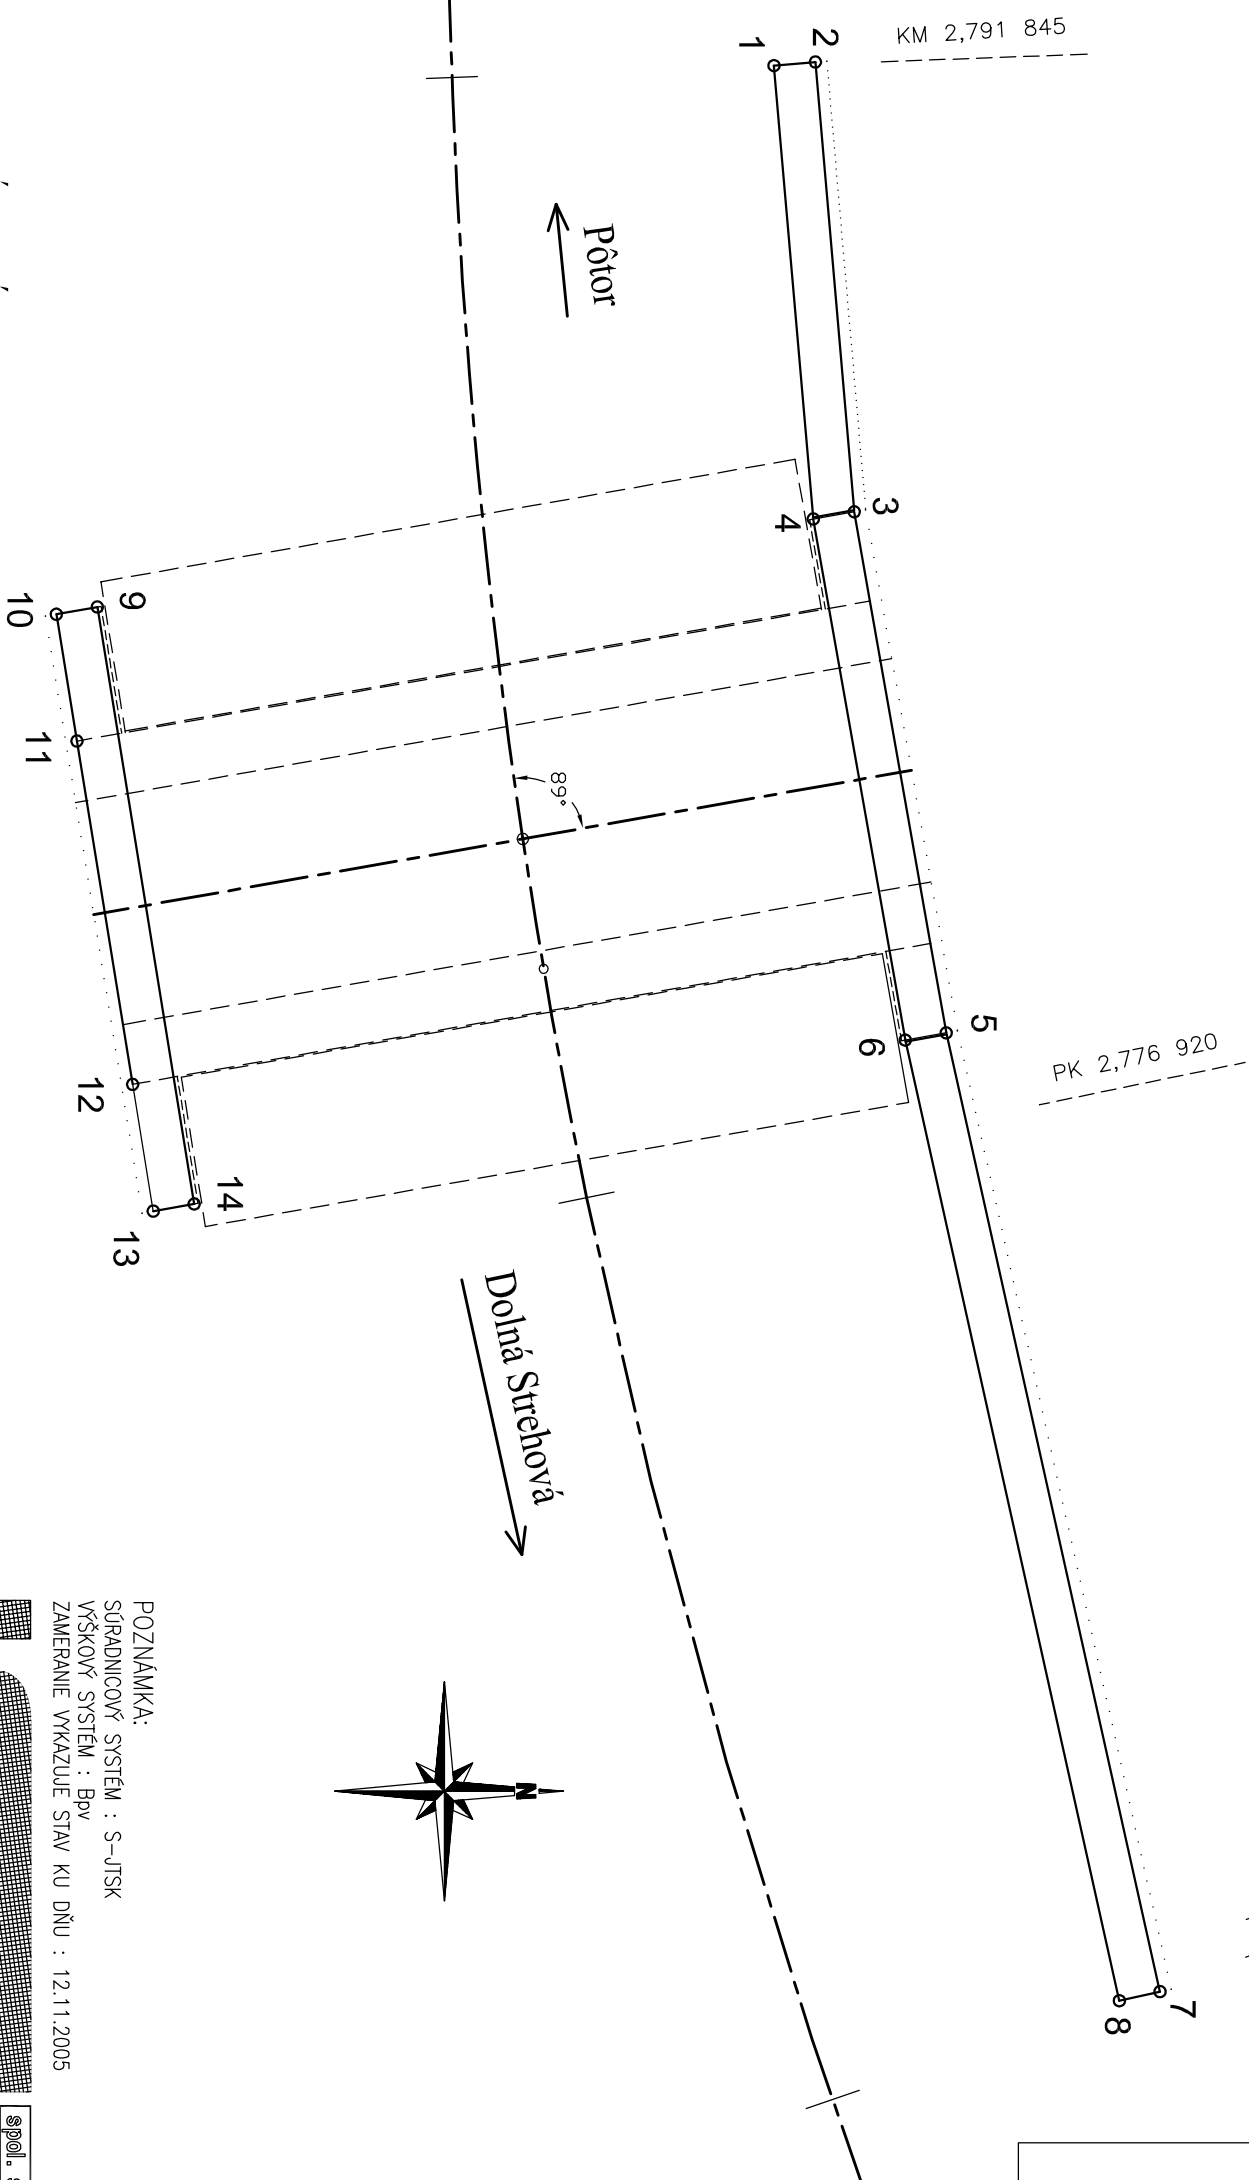 KM 2,791 845
2
1
Pôtor
3
4
9
10
11
89°
5
6
PK 2,776 920
12
14
13
Dolná Strehová
7
8
N
POZNÁMKA:
SÚRADNICOVÝ SYSTÉM : S-JTSK
VÝŠKOVÝ SYSTÉM : Bpv
ZAMERANIE VYKAZUJE STAV KU DŇU : 12.11.2005
spol.